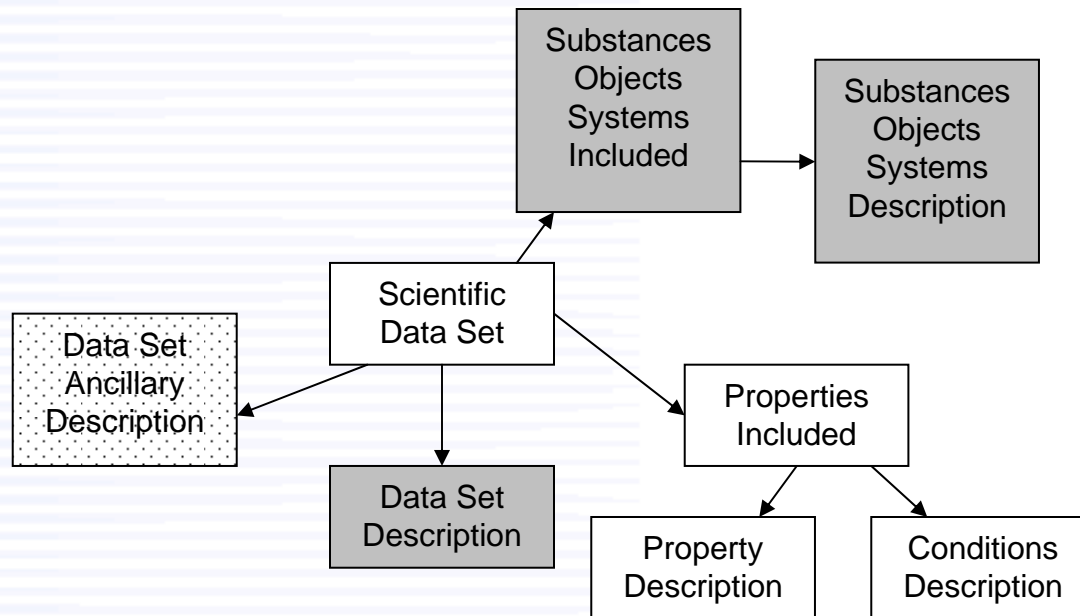 Substances
Objects
Systems
Included
Substances
Objects
Systems
Description
Scientific
Data Set
Data Set
Ancillary
Description
Properties
Included
Data Set
Description
Property
Description
Conditions
Description